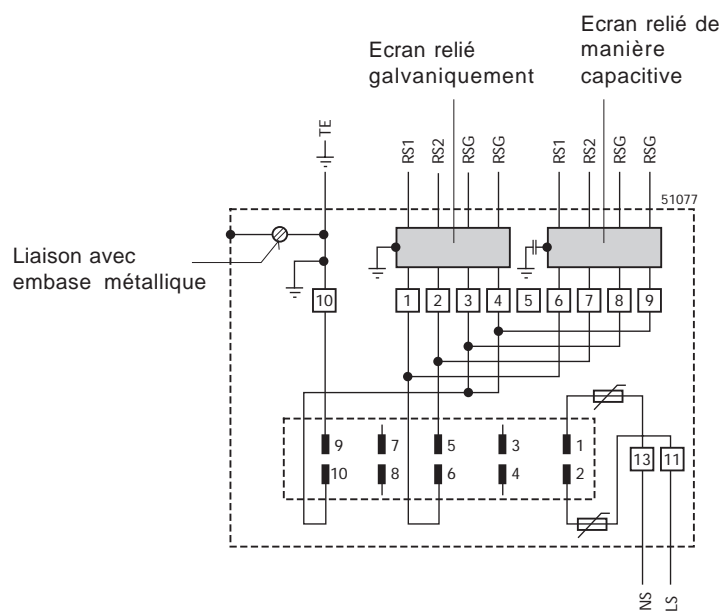 Ecran relié
galvaniquement
Ecran relié de
manière
capacitive
TE
RS1
RS2
RSG
RSG
RS1
RS2
RSG
RSG
51077
Liaison avec
embase métallique
10
1
2
3
4
5
6
7
8
9
9
7
5
3
1
10
8
6
4
2
13
11
NS
LS